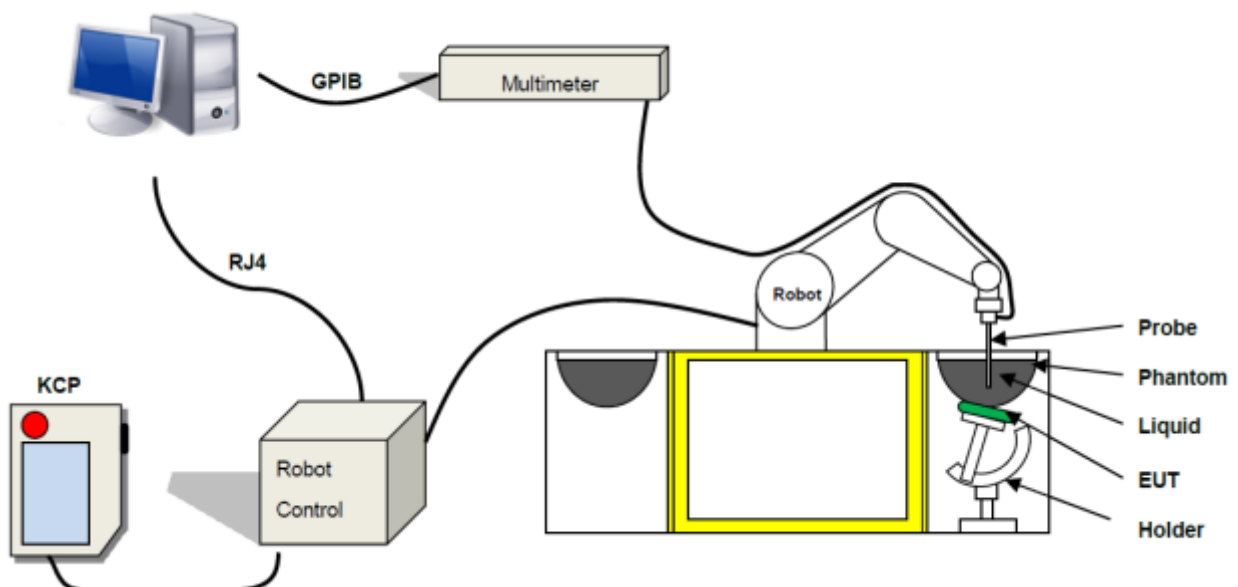 GPIB
Multimeter
RJ4
Robot
Probe
Phantom
KCP
Liquid
Robot
Control
EUT
Holder